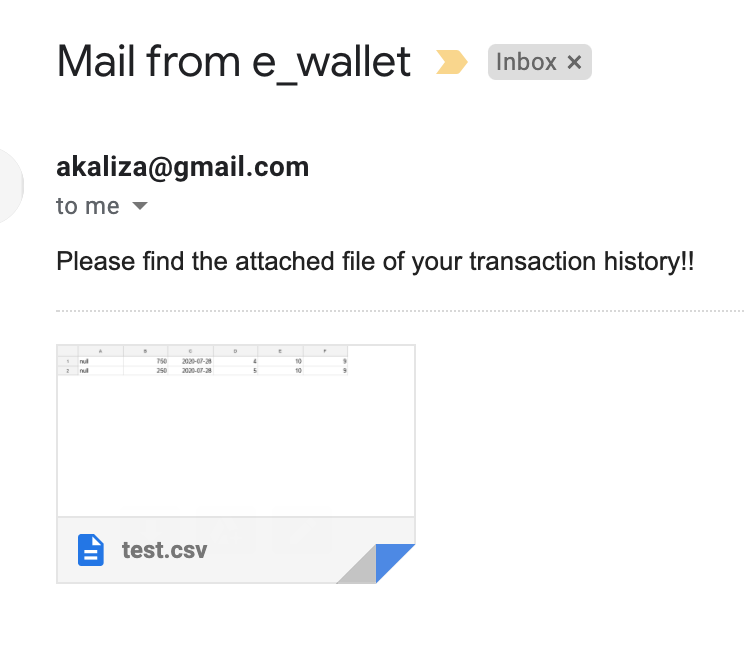 Mail from e_wallet
Inbox ×
akaliza@gmail.com
to me
Please find the attached file of your transaction history!!
A B C D E F
1 null 750 2020-07-28 4 10 9
2 null 250 2020-07-28 5 10 9
test.csv